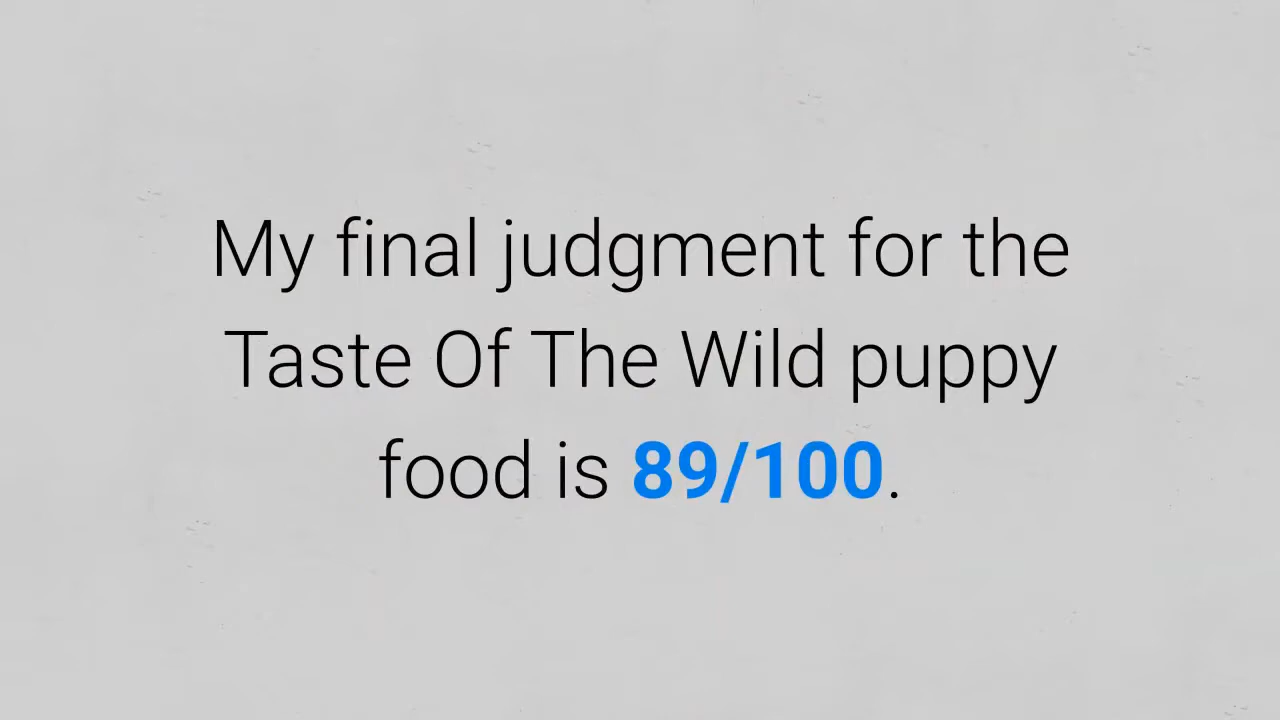 My final judgment for the
Taste Of The Wild puppy
food is 89/100.